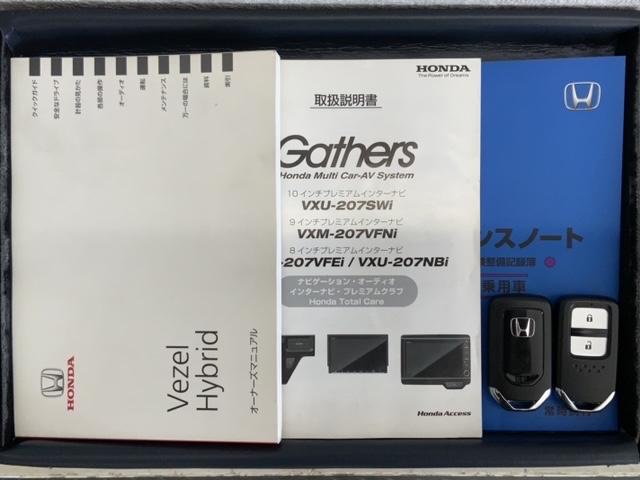 クイックガイド
安全なドライブ
計器の見かた
各部の操作
オーディオ
運転
メンテナンス
万一の場合には
資料
索引
HONDA
Vezel
Hybrid
オーナーズマニュアル
HONDA
The Power of Dreams
取扱説明書
Gathers
Honda Multi Car-AV System
10インチプレミアムインターナビ
VXU-207SWi
9インチプレミアムインターナビ
VXM-207VFNi
8インチプレミアムインターナビ
-207VFEi / VXU-207NBi
ナビゲーション・オーディオ
インターナビ・プレミアムクラブ
Honda Total Care
Honda Access
ンスノート
整備記録簿
乗用車